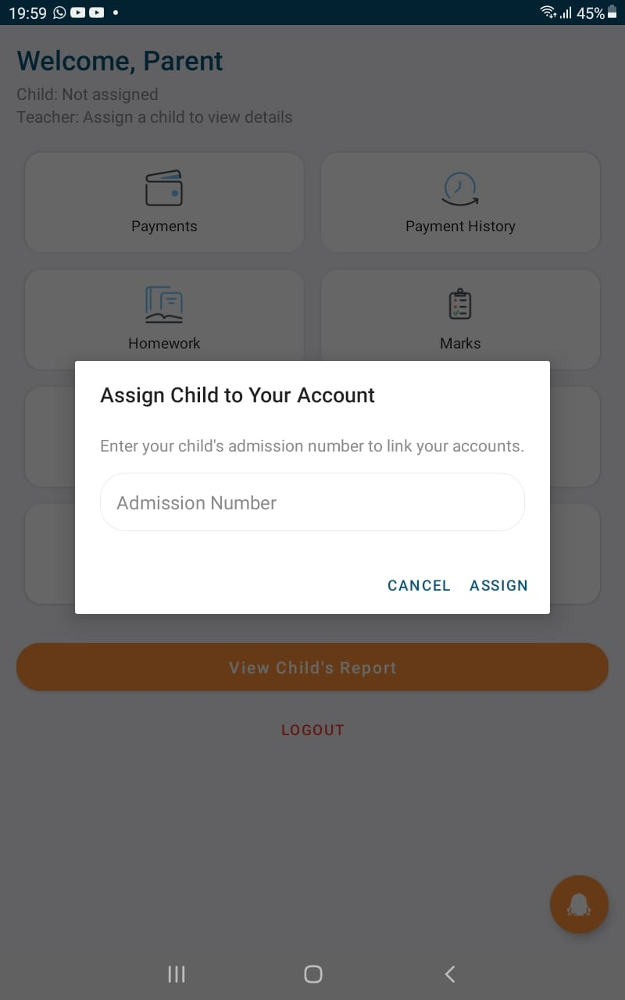 19:59
45%
Welcome, Parent
Child: Not assigned
Teacher: Assign a child to view details
Payments
Payment History
Homework
Marks
Assign Child to Your Account
Enter your child's admission number to link your accounts.
Admission Number
CANCEL
ASSIGN
View Child's Report
LOGOUT